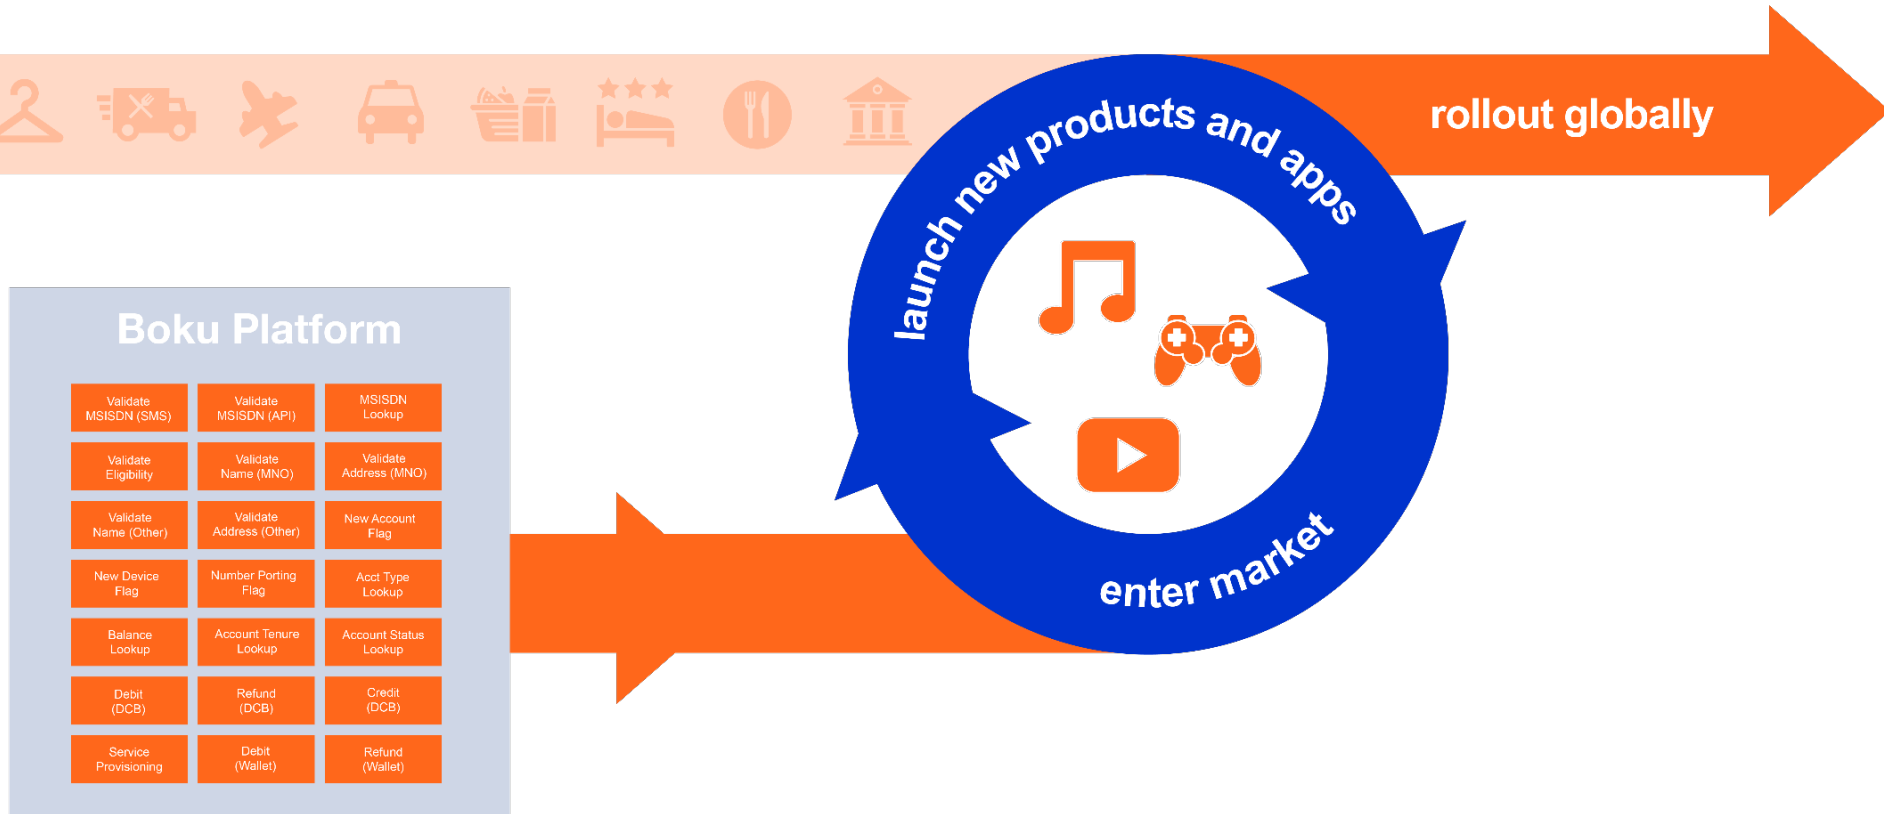 rollout globally
launch new products and apps
enter market
Boku Platform
Validate
MSISDN (SMS)
Validate
MSISDN (API)
MSISDN
Lookup
Validate
Eligibility
Validate
Name (MNO)
Validate
Address (MNO)
Validate
Name (Other)
Validate
Address (Other)
New Account
Flag
New Device
Flag
Number Porting
Flag
Acct Type
Lookup
Balance
Lookup
Account Tenure
Lookup
Account Status
Lookup
Debit
(DCB)
Refund
(DCB)
Credit
(DCB)
Service
Provisioning
Debit
(Wallet)
Refund
(Wallet)